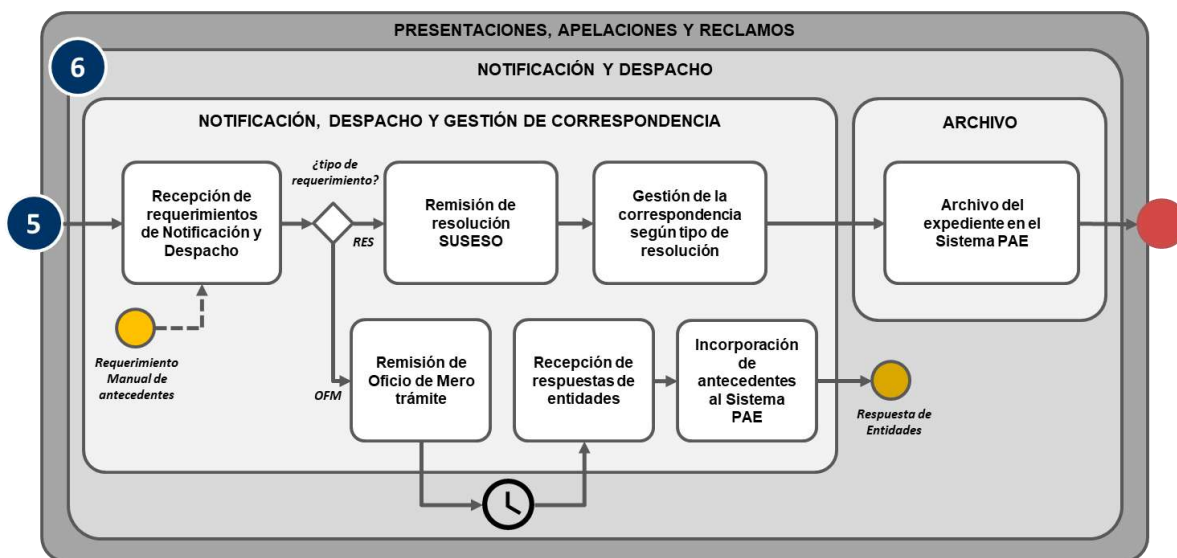 PRESENTACIONES, APELACIONES Y RECLAMOS
6
NOTIFICACIÓN Y DESPACHO
NOTIFICACIÓN, DESPACHO Y GESTIÓN DE CORRESPONDENCIA
ARCHIVO
5
Recepción de
requerimientos
de Notificación y
Despacho
¿tipo de
requerimiento?
RES
Remisión de
resolución
SUSESO
Gestión de la
correspondencia
según tipo de
resolución
Archivo del
expediente en el
Sistema PAE
Requerimiento
Manual de
antecedentes
OFM
Remisión de
Oficio de Mero
trámite
Recepción de
respuestas de
entidades
Incorporación
de
antecedentes
al Sistema
PAE
Respuesta de
Entidades